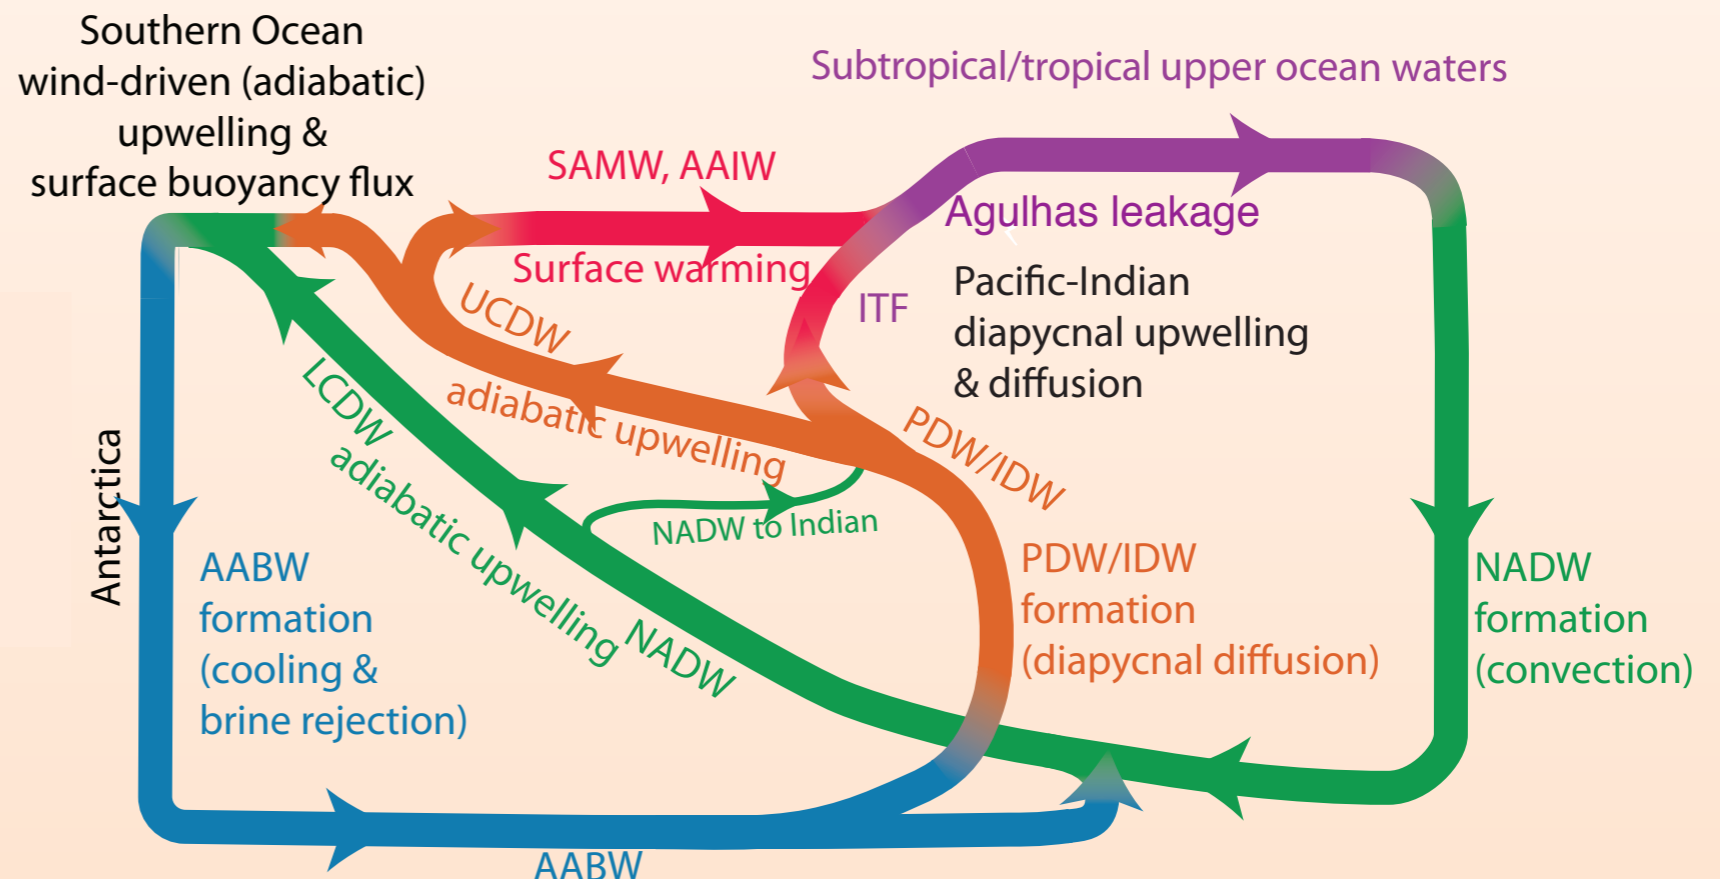 Southern Ocean
wind-driven (adiabatic)
upwelling &
surface buoyancy flux
Subtropical/tropical upper ocean waters
SAMW, AAIW
Surface warming
Agulhas leakage
ITF
Pacific-Indian
diapycnal upwelling
& diffusion
UCDW
adiabatic upwelling
LCDW
adiabatic upwelling
PDW/IDW
NADW to Indian
NADW
Antarctica
AABW
formation
(cooling &
brine rejection)
PDW/IDW
formation
(diapycnal diffusion)
NADW
formation
(convection)
AABW